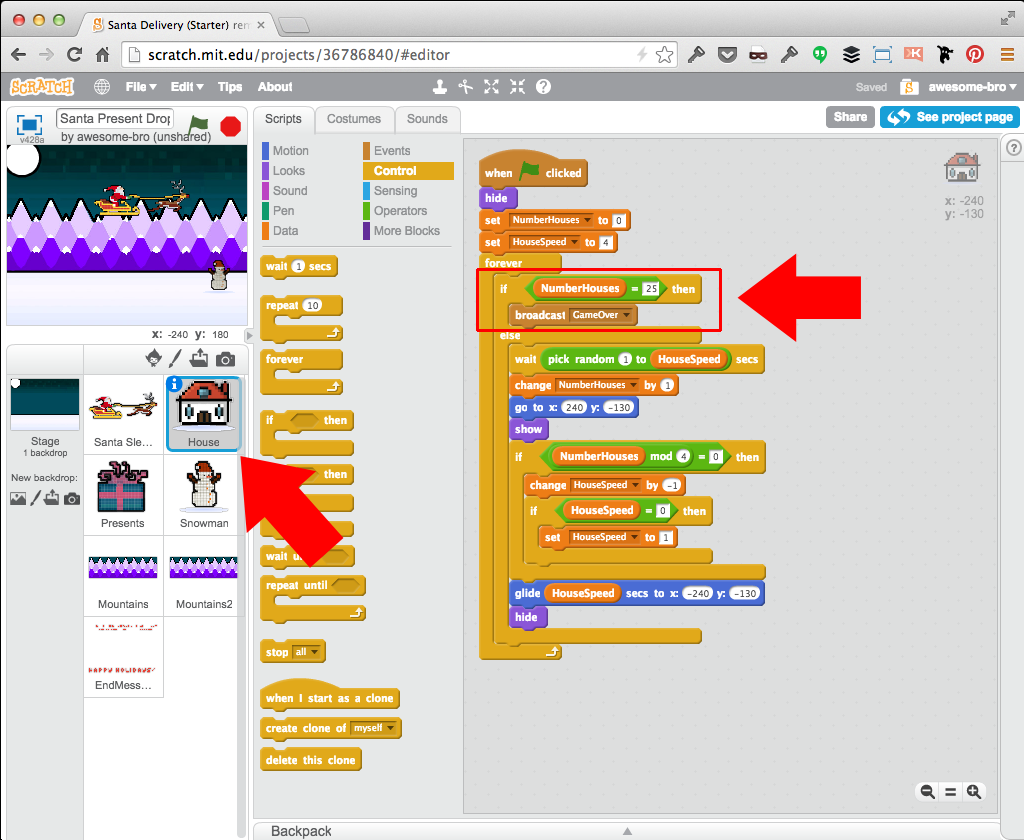 Santa Delivery (Starter) rem
scratch.mit.edu/projects/36786840/#editor
SCRATCH File Edit Tips About Saved awesome-bro
v428a Santa Present Drop
by awesome-bro (unshared)
Scripts Costumes Sounds
Share See project page
Motion Events
Looks Control
Sound Sensing
Pen Operators
Data More Blocks
x: -240 y: 180
Stage
1 backdrop
New backdrop:
Santa Sle...
House
Presents
Snowman
Mountains
Mountains2
HAPPY HOLIDAYS!
EndMess...
wait 1 secs
repeat 10
forever
if then
then
wait un
repeat until
stop all
when I start as a clone
create clone of myself
delete this clone
when clicked
hide
set NumberHouses to 0
set HouseSpeed to 4
forever
if NumberHouses = 25 then
broadcast GameOver
else
wait pick random 1 to HouseSpeed secs
change NumberHouses by 1
go to x: 240 y: -130
show
if NumberHouses mod 4 = 0 then
change HouseSpeed by -1
if HouseSpeed = 0 then
set HouseSpeed to 1
glide HouseSpeed secs to x: -240 y: -130
hide
x: -240
y: -130
Backpack